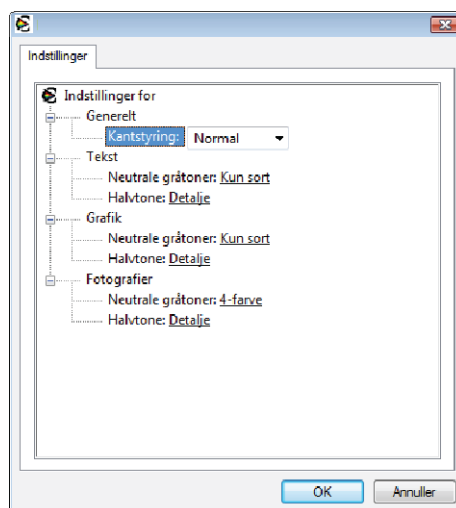 Indstillinger
Indstillinger for
Generelt
Kantstyring: Normal
Tekst
Neutrale gråtoner: Kun sort
Halvtone: Detalje
Grafik
Neutrale gråtoner: Kun sort
Halvtone: Detalje
Fotografier
Neutrale gråtoner: 4-farve
Halvtone: Detalje
OK Annuller